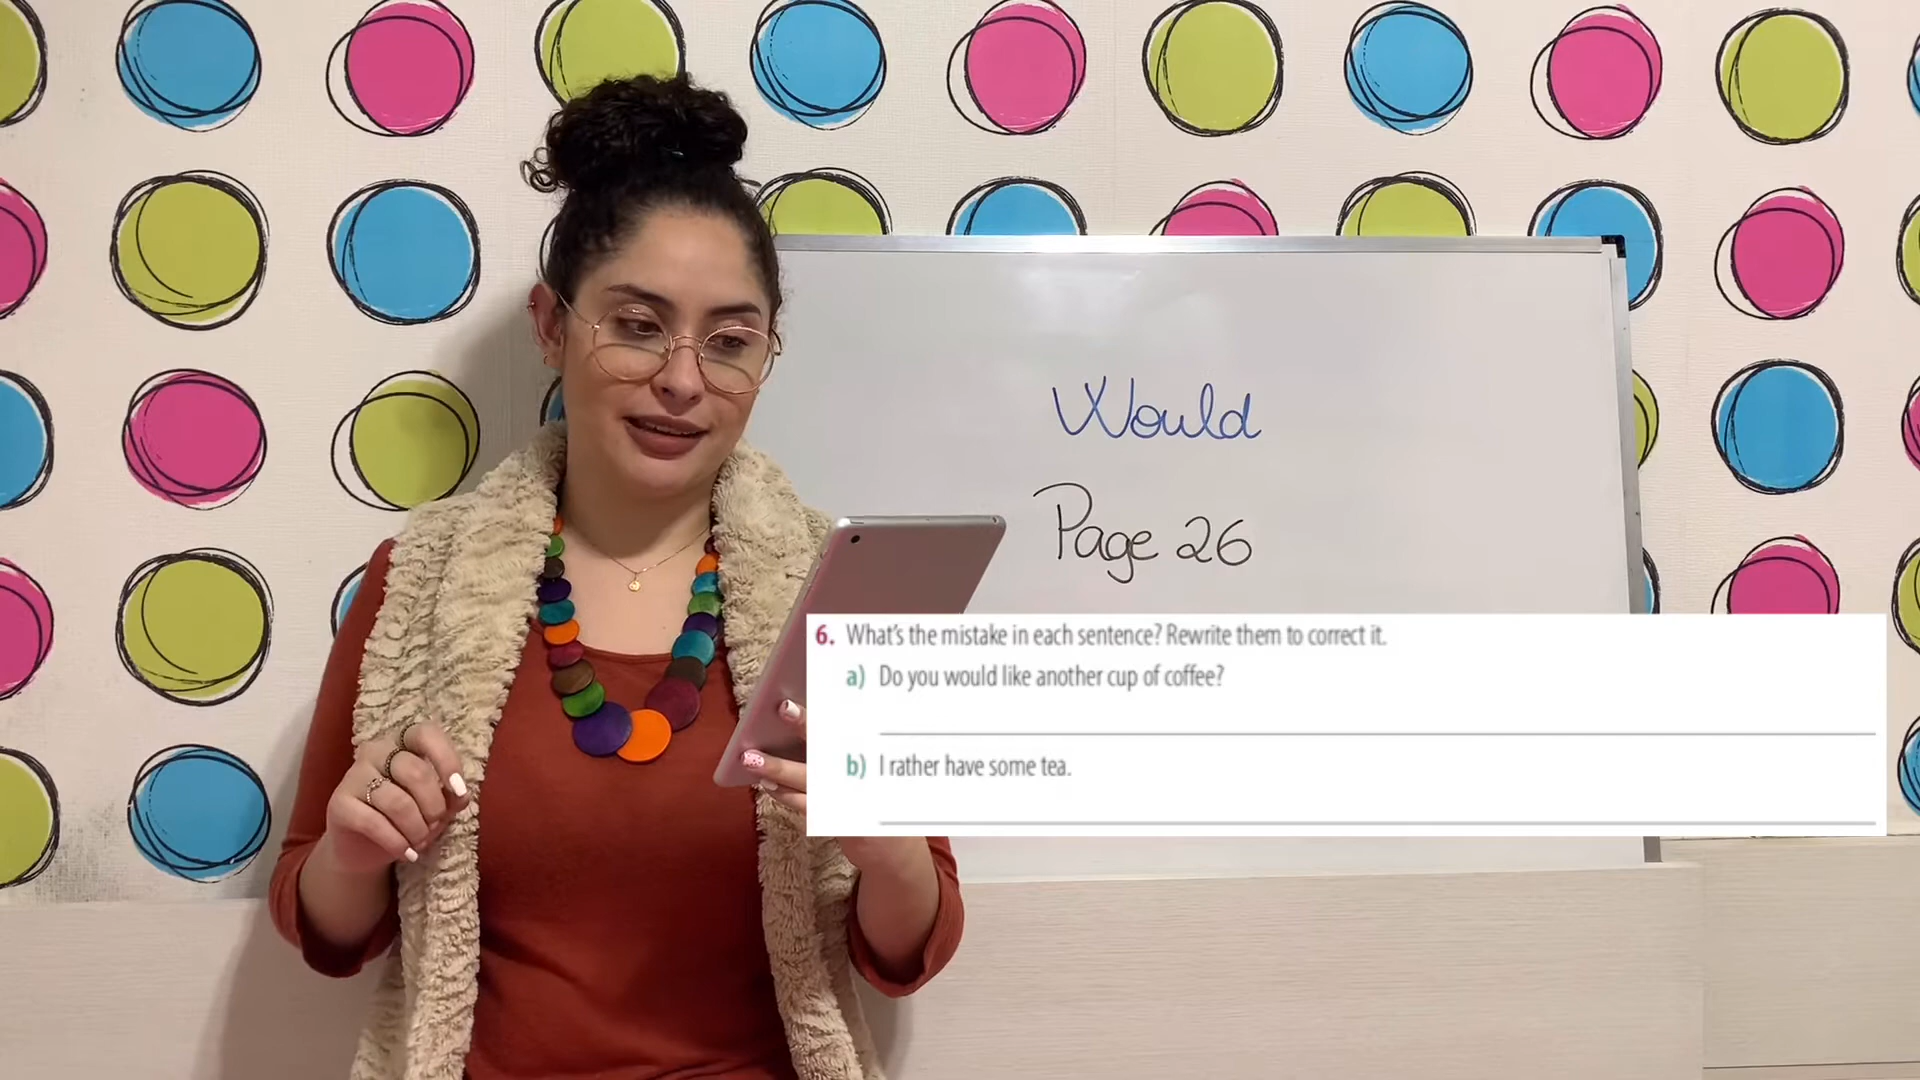 Would
Page 26
6. What's the mistake in each sentence? Rewrite them to correct it.
a) Do you would like another cup of coffee?
b) I rather have some tea.